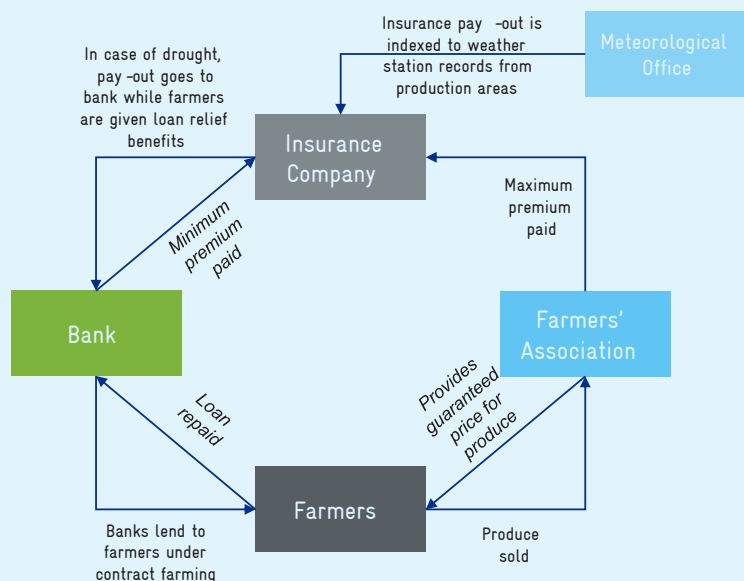 Insurance pay -out is
indexed to weather
station records from
production areas
Meteorological
Office
In case of drought,
pay -out goes to
bank while farmers
are given loan relief
benefits
Insurance
Company
Minimum
premium
paid
Maximum
premium
paid
Bank
Farmers'
Association
Loan
repaid
Provides
guaranteed
price for
produce
Farmers
Banks lend to
farmers under
contract farming
Produce
sold